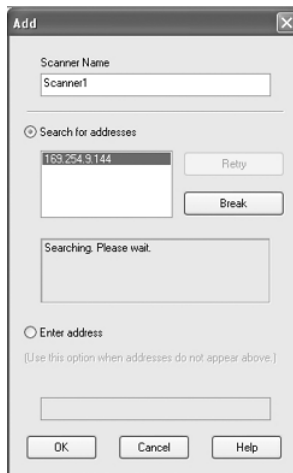 Add
Scanner Name
Scanner1
Search for addresses
169.254.9.144
Retry
Break
Searching. Please wait.
Enter address
(Use this option when addresses do not appear above.)
OK
Cancel
Help